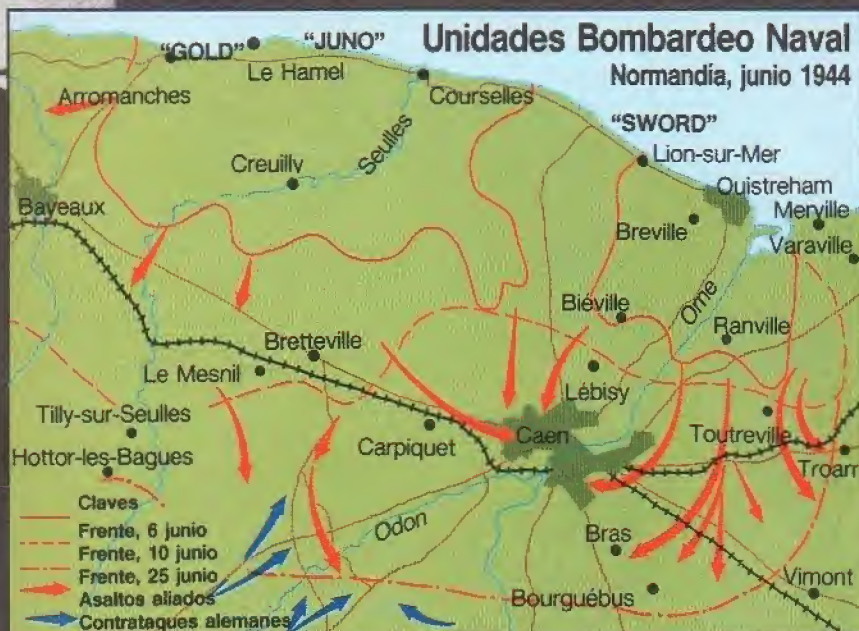 Unidades Bombardeo Naval
Normandía, junio 1944
"GOLD"
"JUNO"
Le Hamel
Arromanches
Courselles
"SWORD"
Lion-sur-Mer
Seulles
Creuilly
Ouistreham
Bayeaux
Breville
Merville
Varaville
Biéville
Orne
Ranville
Bretteville
Le Mesnil
Lébisy
Tilly-sur-Seulles
Carpiquet
Caen
Toutreville
Hottor-les-Bagues
Troarn
Claves
Frente, 6 junio
Frente, 10 junio
Frente, 25 junio
Asaltos aliados
Contrataques alemanes
Odon
Bras
Vimont
Bourguébus